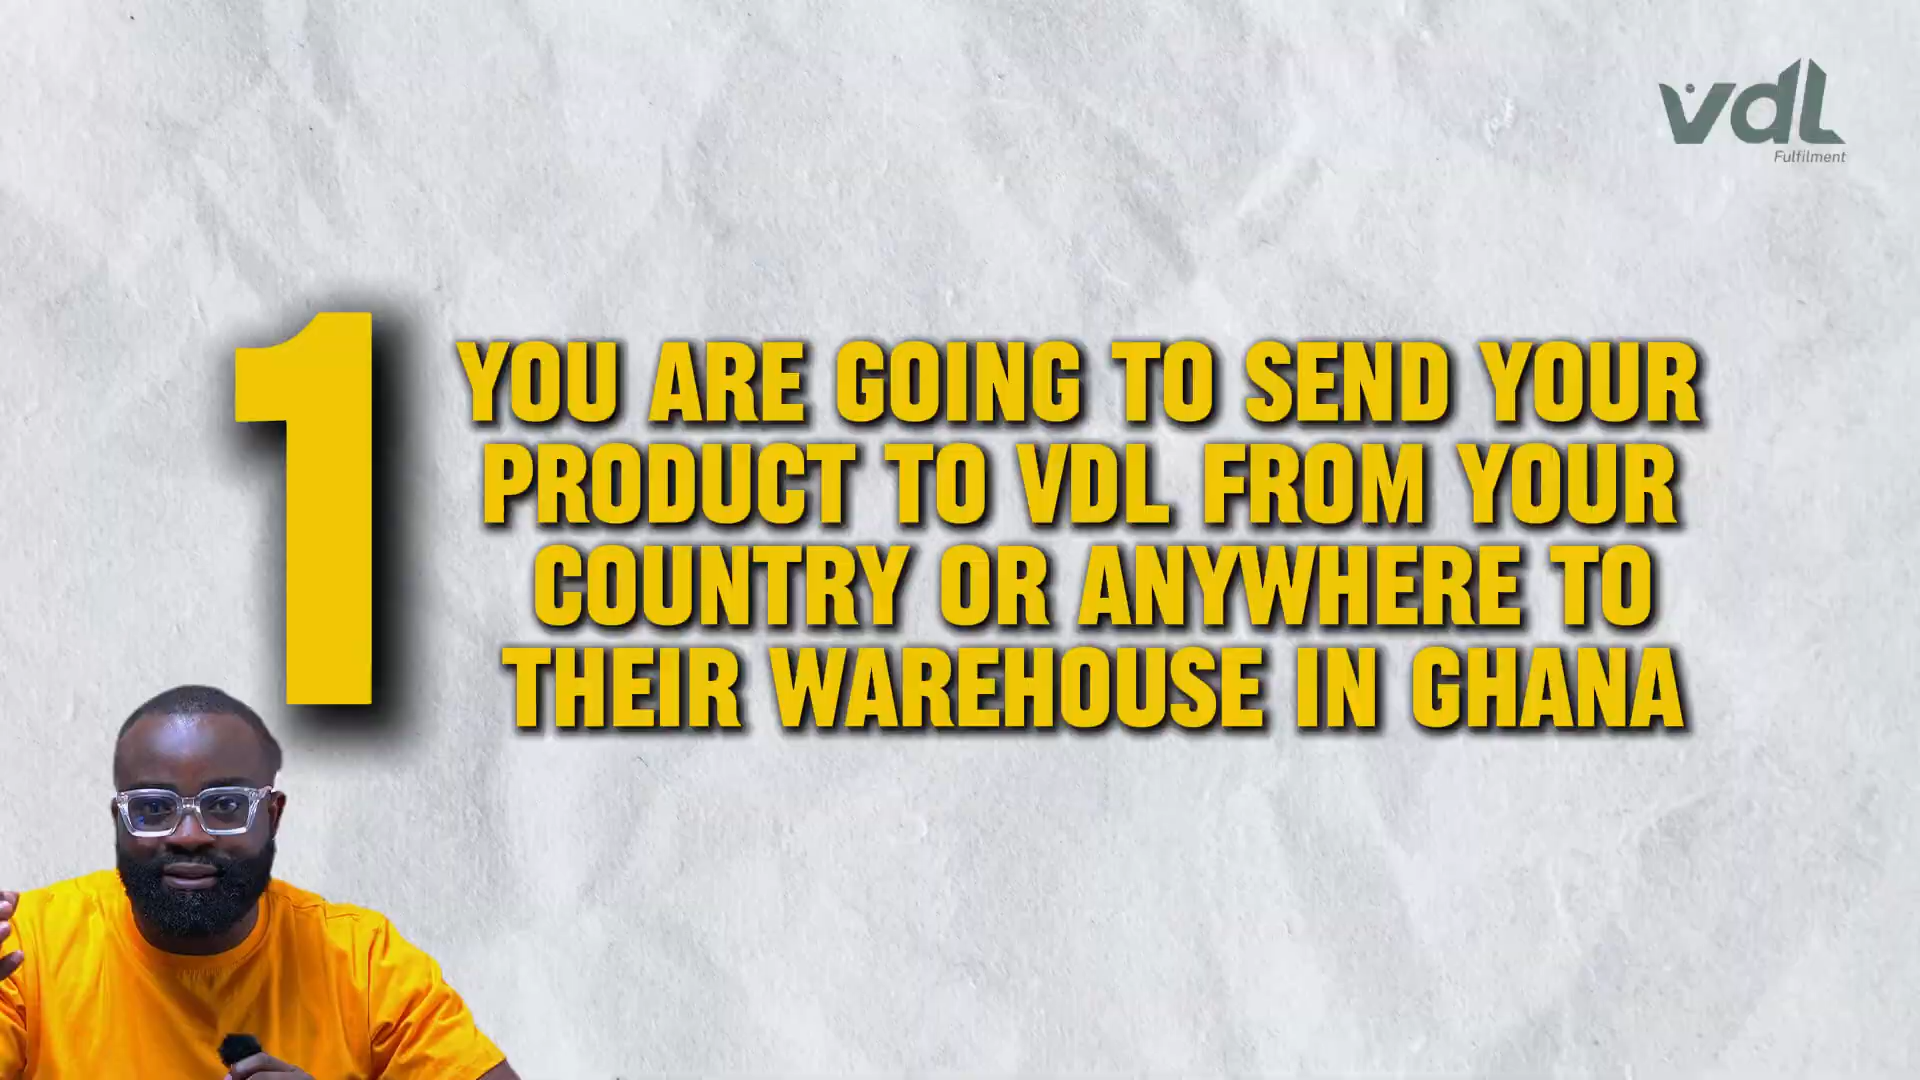 vdl
Fulfilment
1
YOU ARE GOING TO SEND YOUR
PRODUCT TO VDL FROM YOUR
COUNTRY OR ANYWHERE TO
THEIR WAREHOUSE IN GHANA